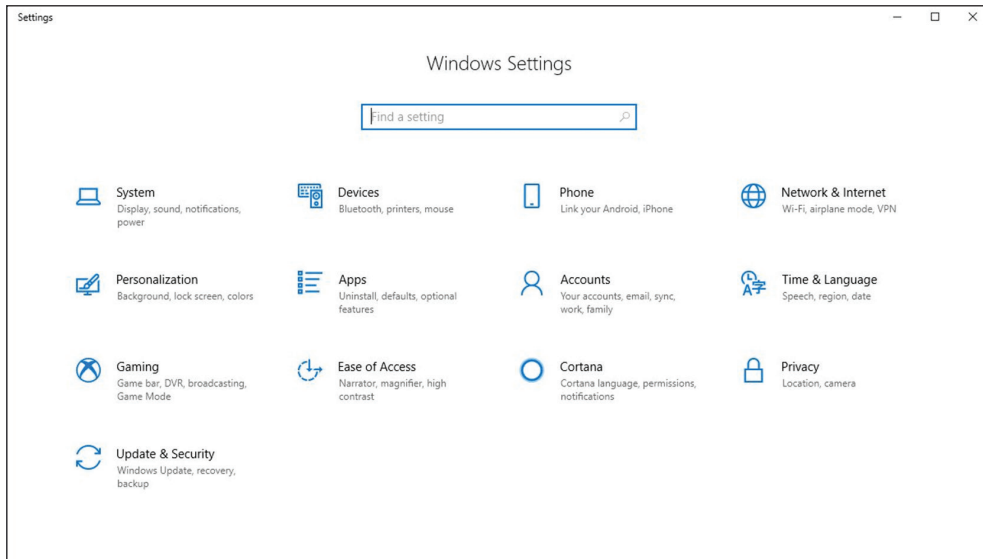 Settings
Windows Settings
Find a setting
System
Display, sound, notifications,
power
Devices
Bluetooth, printers, mouse
Phone
Link your Android, iPhone
Network & Internet
Wi-Fi, airplane mode, VPN
Personalization
Background, lock screen, colors
Apps
Uninstall, defaults, optional
features
Accounts
Your accounts, email, sync,
work, family
Time & Language
Speech, region, date
Gaming
Game bar, DVR, broadcasting,
Game Mode
Ease of Access
Narrator, magnifier, high
contrast
Cortana
Cortana language, permissions,
notifications
Privacy
Location, camera
Update & Security
Windows Update, recovery,
backup